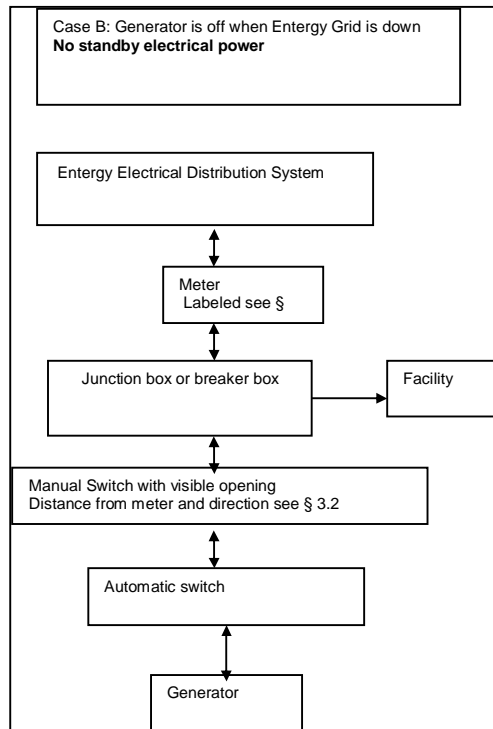 Case B: Generator is off when Entergy Grid is down
No standby electrical power
Entergy Electrical Distribution System
Meter
Labeled see §
Junction box or breaker box
Facility
Manual Switch with visible opening
Distance from meter and direction see § 3.2
Automatic switch
Generator